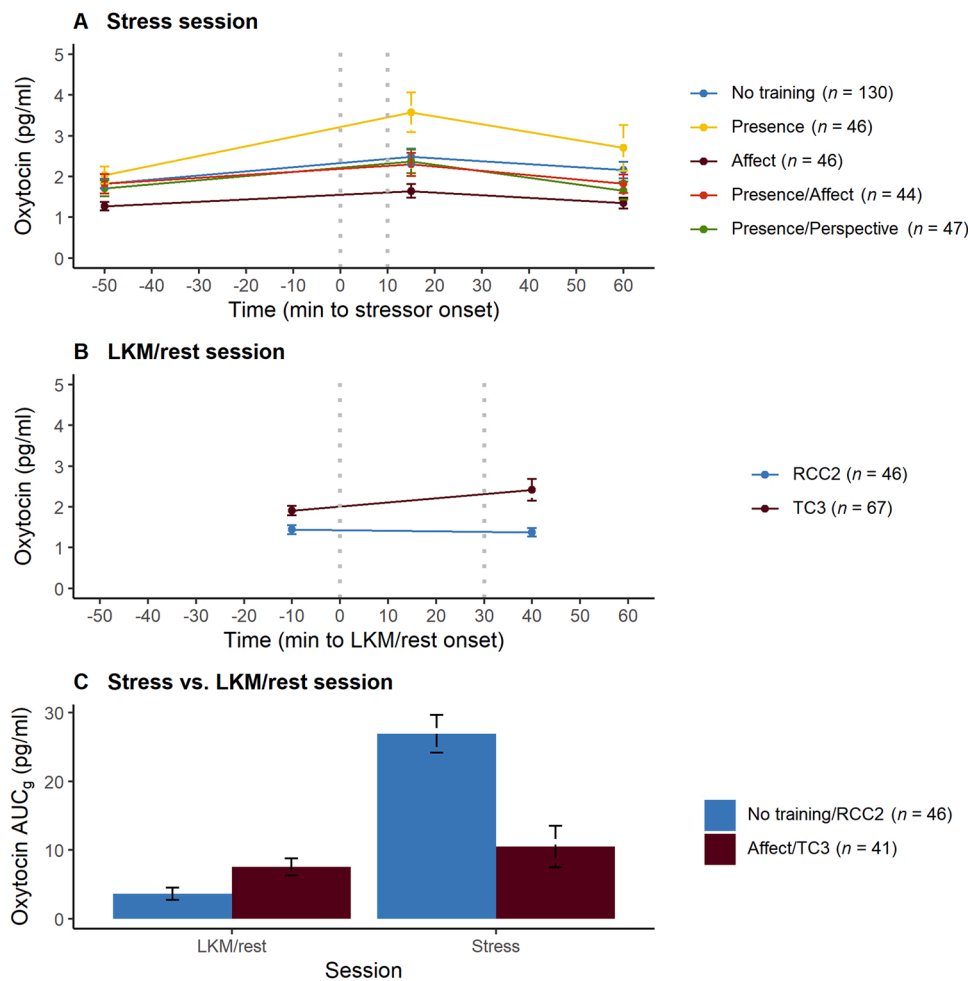 A Stress session
Oxytocin (pg/ml)
5
4
3
2
1
0
-50 -40 -30 -20 -10 0 10 20 30 40 50 60
Time (min to stressor onset)
No training (n = 130)
Presence (n = 46)
Affect (n = 46)
Presence/Affect (n = 44)
Presence/Perspective (n = 47)
B LKM/rest session
Oxytocin (pg/ml)
5
4
3
2
1
0
-50 -40 -30 -20 -10 0 10 20 30 40 50 60
Time (min to LKM/rest onset)
RCC2 (n = 46)
TC3 (n = 67)
C Stress vs. LKM/rest session
Oxytocin AUCg (pg/ml)
30
20
10
0
LKM/rest Stress
Session
No training/RCC2 (n = 46)
Affect/TC3 (n = 41)